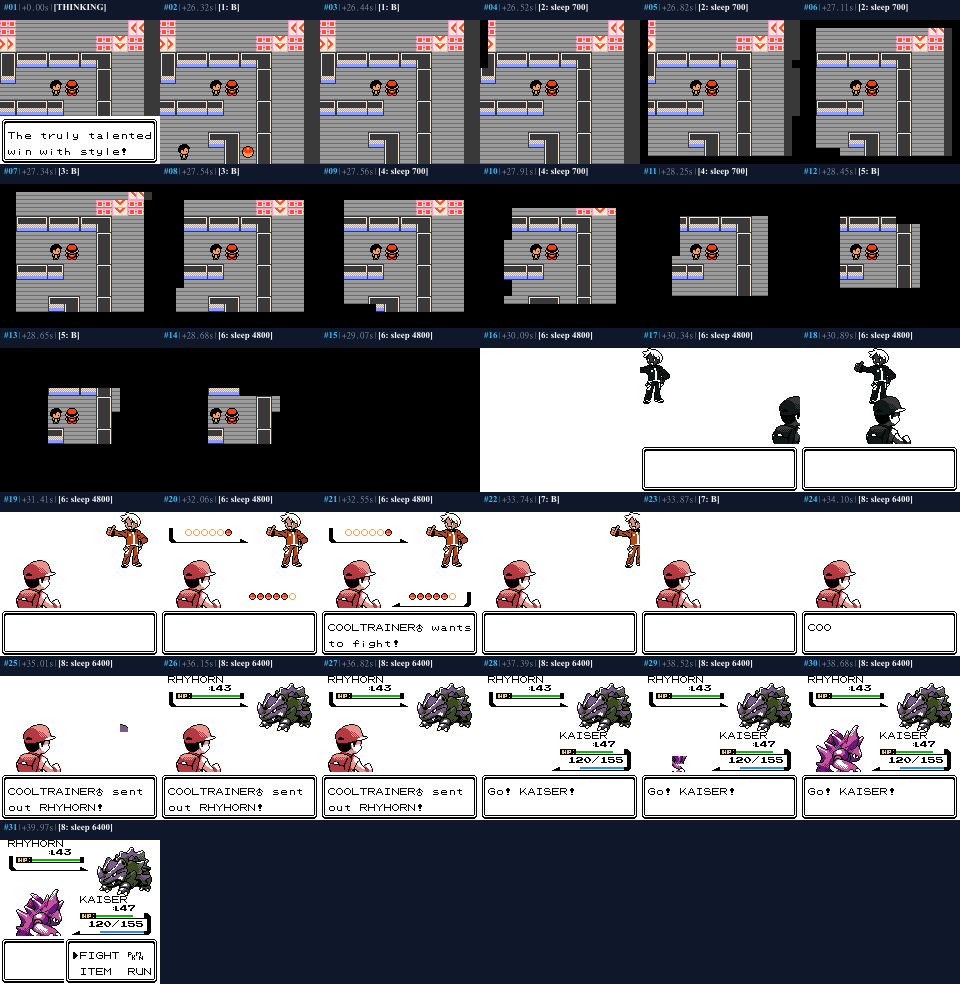 #01 | +0.00s | [THINKING]
#02 | +26.32s | [1: B]
#03 | +26.44s | [1: B]
#04 | +26.52s | [2: sleep 700]
#05 | +26.82s | [2: sleep 700]
#06 | +27.11s | [2: sleep 700]
The truly talented
win with style!
#07 | +27.34s | [3: B]
#08 | +27.54s | [3: B]
#09 | +27.56s | [4: sleep 700]
#10 | +27.91s | [4: sleep 700]
#11 | +28.25s | [4: sleep 700]
#12 | +28.45s | [5: B]
#13 | +28.65s | [5: B]
#14 | +28.68s | [6: sleep 4800]
#15 | +29.07s | [6: sleep 4800]
#16 | +30.09s | [6: sleep 4800]
#17 | +30.34s | [6: sleep 4800]
#18 | +30.89s | [6: sleep 4800]
#19 | +31.41s | [6: sleep 4800]
#20 | +32.06s | [6: sleep 4800]
#21 | +32.55s | [6: sleep 4800]
#22 | +33.74s | [7: B]
#23 | +33.87s | [7: B]
#24 | +34.10s | [8: sleep 6400]
COOLTRAINER♂ wants
to fight!
COO
#25 | +35.01s | [8: sleep 6400]
#26 | +36.15s | [8: sleep 6400]
#27 | +36.82s | [8: sleep 6400]
#28 | +37.39s | [8: sleep 6400]
#29 | +38.52s | [8: sleep 6400]
#30 | +38.68s | [8: sleep 6400]
COOLTRAINER♂ sent
out RHYHORN!
RHYHORN
:L43
HP:
COOLTRAINER♂ sent
out RHYHORN!
RHYHORN
:L43
HP:
COOLTRAINER♂ sent
out RHYHORN!
RHYHORN
:L43
HP:
KAISER
:L47
HP:
120/155
Go! KAISER!
RHYHORN
:L43
HP:
KAISER
:L47
HP:
120/155
Go! KAISER!
RHYHORN
:L43
HP:
KAISER
:L47
HP:
120/155
Go! KAISER!
#31 | +39.97s | [8: sleep 6400]
RHYHORN
:L43
HP:
KAISER
:L47
HP:
120/155
▶FIGHT PKMN
ITEM RUN